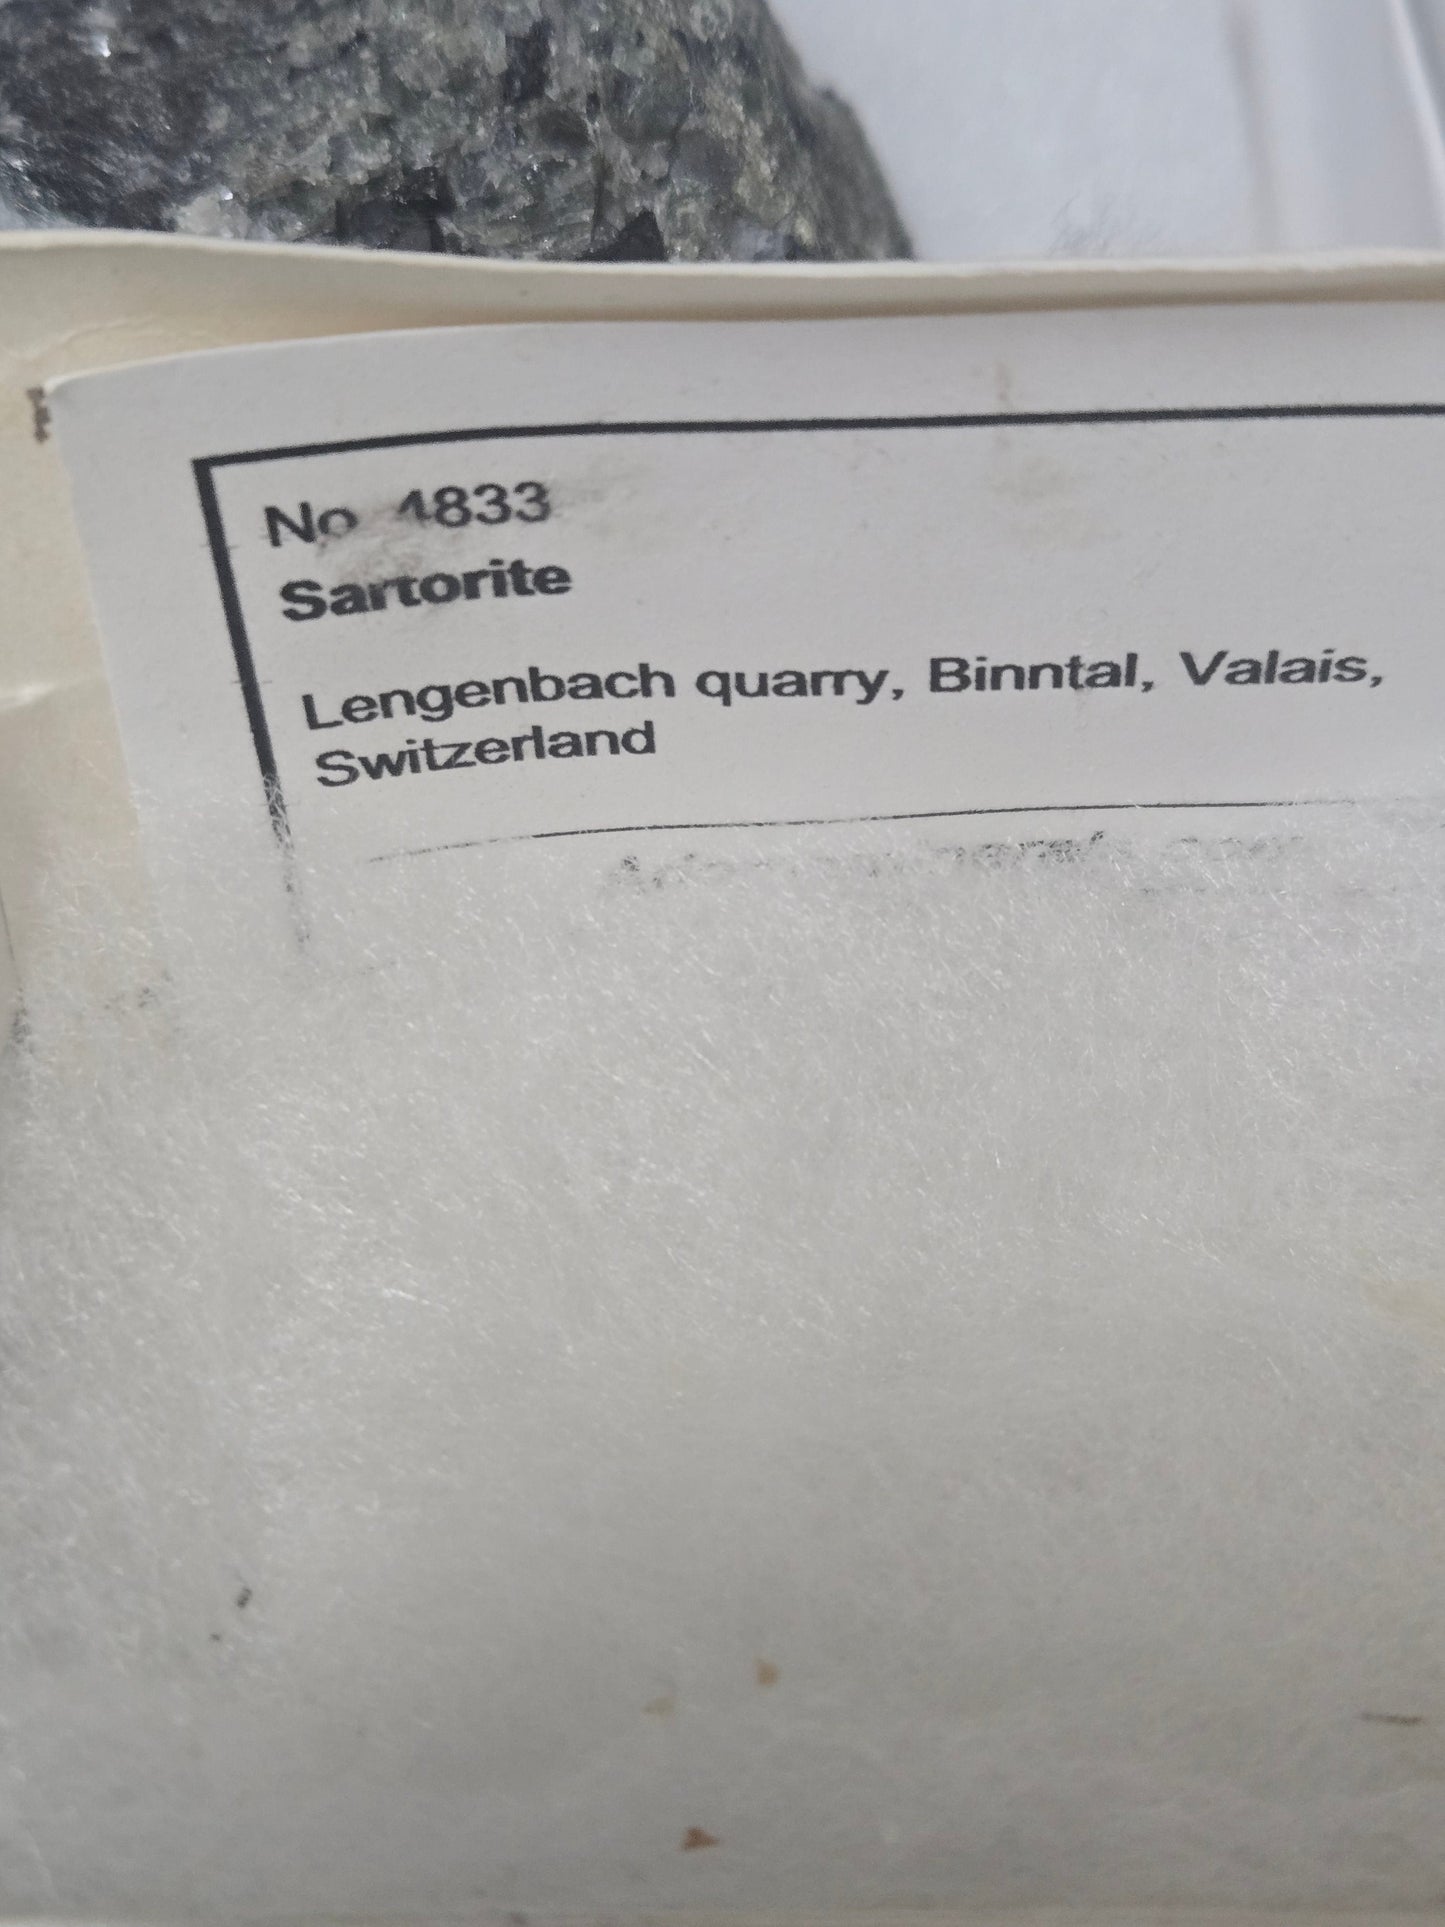 No 4833
Sartorite
Lengenbach quarry, Binntal, Valais,
Switzerland